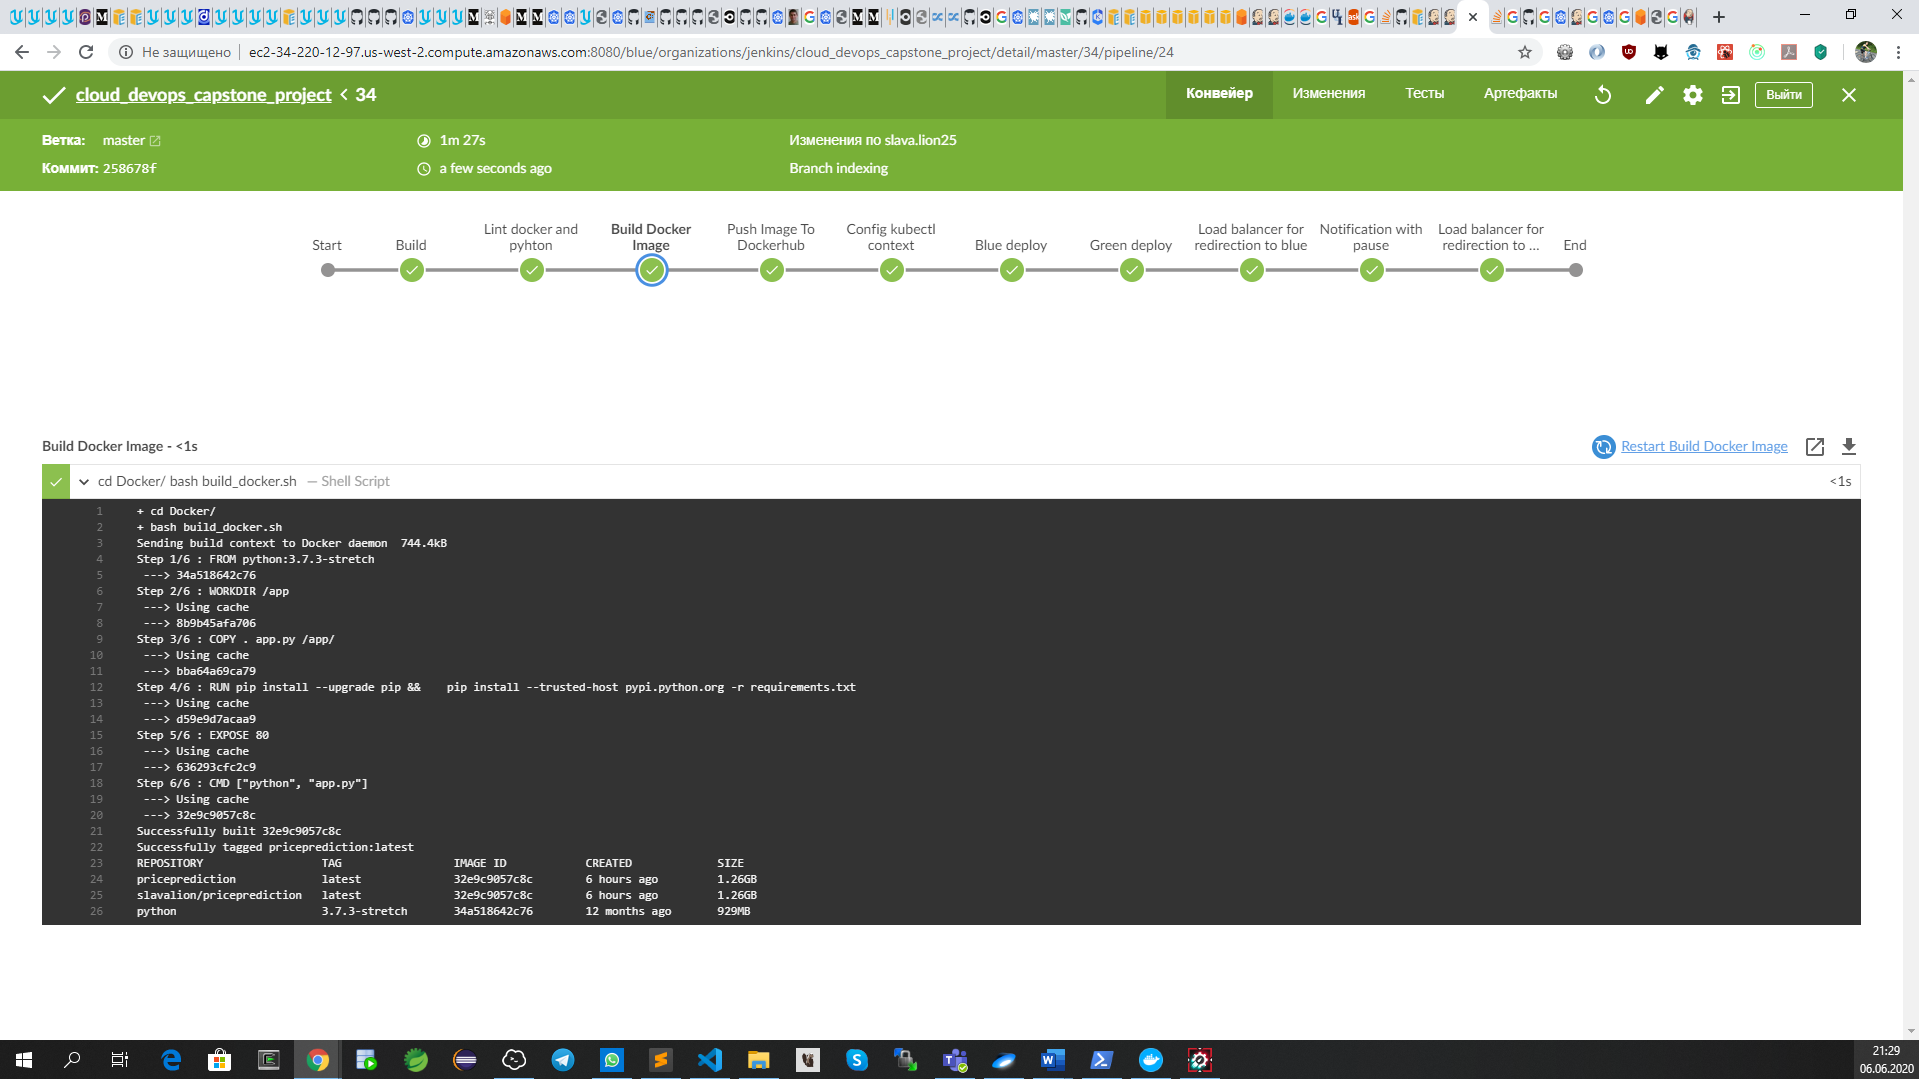 Не защищено ec2-34-220-12-97.us-west-2.compute.amazonaws.com:8080/blue/organizations/jenkins/cloud_devops_capstone_project/detail/master/34/pipeline/24
cloud_devops_capstone_project < 34
Конвейер Изменения Тесты Артефакты Выйти
Ветка: master 1m 27s Изменения по slava.lion25
Коммит: 258678f a few seconds ago Branch indexing
Start
Build
Lint docker and
pyhton
Build Docker
Image
Push Image To
Dockerhub
Config kubectl
context
Blue deploy
Green deploy
Load balancer for
redirection to blue
Notification with
pause
Load balancer for
redirection to ...
End
Build Docker Image - <1s Restart Build Docker Image
cd Docker/ bash build_docker.sh — Shell Script <1s
1 + cd Docker/
2 + bash build_docker.sh
3 Sending build context to Docker daemon 744.4kB
4 Step 1/6 : FROM python:3.7.3-stretch
5 ---> 34a518642c76
6 Step 2/6 : WORKDIR /app
7 ---> Using cache
8 ---> 8b9b45afa706
9 Step 3/6 : COPY . app.py /app/
10 ---> Using cache
11 ---> bba64a69ca79
12 Step 4/6 : RUN pip install --upgrade pip && pip install --trusted-host pypi.python.org -r requirements.txt
13 ---> Using cache
14 ---> d59e9d7acaa9
15 Step 5/6 : EXPOSE 80
16 ---> Using cache
17 ---> 636293cfc2c9
18 Step 6/6 : CMD ["python", "app.py"]
19 ---> Using cache
20 ---> 32e9c9057c8c
21 Successfully built 32e9c9057c8c
22 Successfully tagged priceprediction:latest
23 REPOSITORY TAG IMAGE ID CREATED SIZE
24 priceprediction latest 32e9c9057c8c 6 hours ago 1.26GB
25 slavalion/priceprediction latest 32e9c9057c8c 6 hours ago 1.26GB
26 python 3.7.3-stretch 34a518642c76 12 months ago 929MB
21:29
06.06.2020